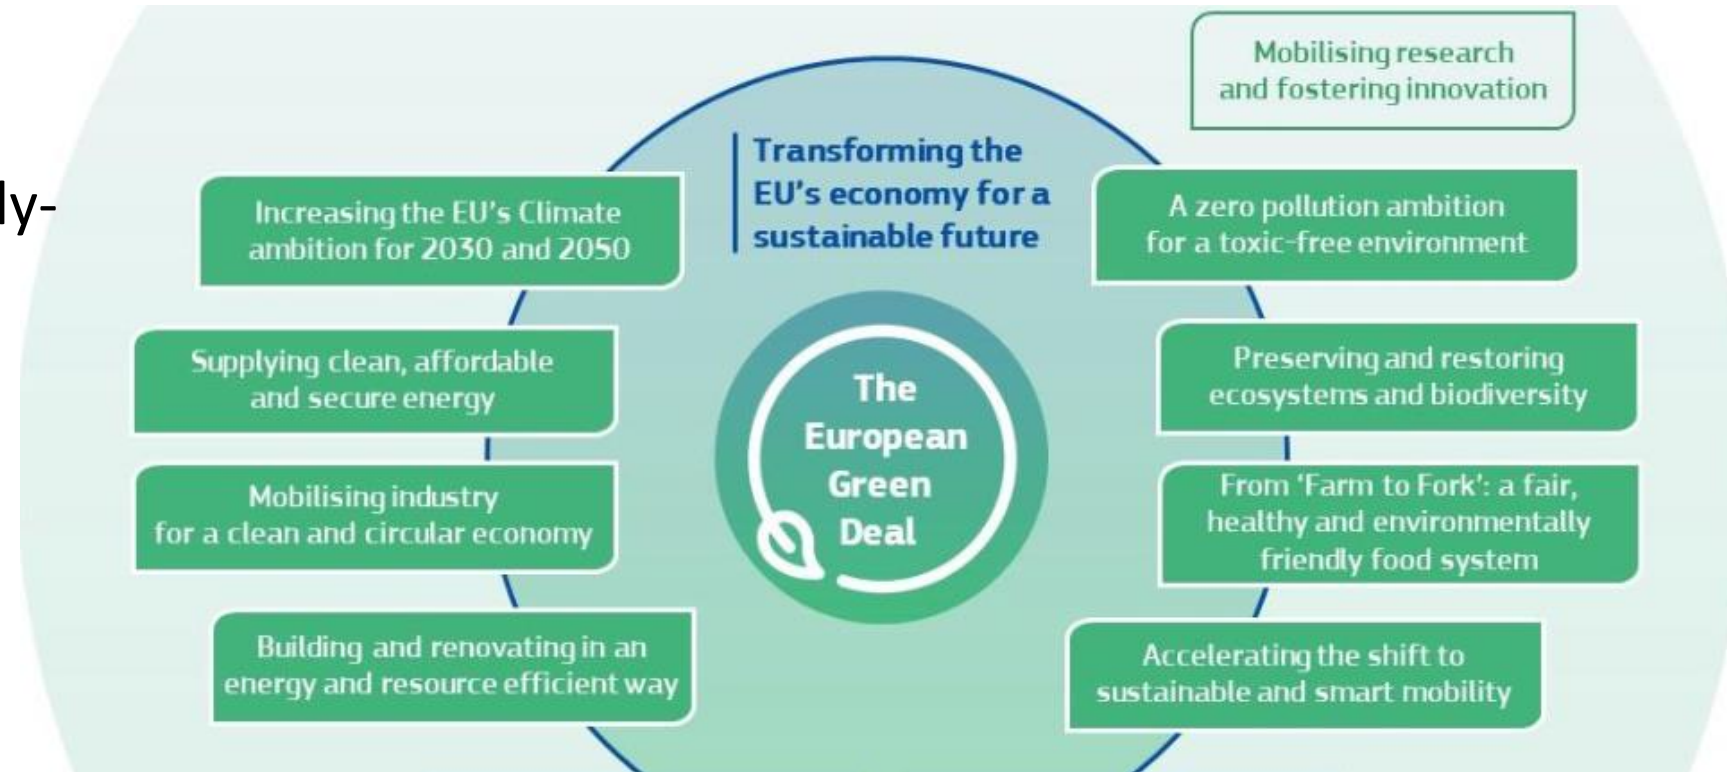 Mobilising research
and fostering innovation
Transforming the
EU's economy for a
sustainable future
Increasing the EU's Climate
ambition for 2030 and 2050
A zero pollution ambition
for a toxic-free environment
Supplying clean, affordable
and secure energy
Preserving and restoring
ecosystems and biodiversity
The
European
Green
Deal
Mobilising industry
for a clean and circular economy
From ‘Farm to Fork’: a fair,
healthy and environmentally
friendly food system
Building and renovating in an
energy and resource efficient way
Accelerating the shift to
sustainable and smart mobility